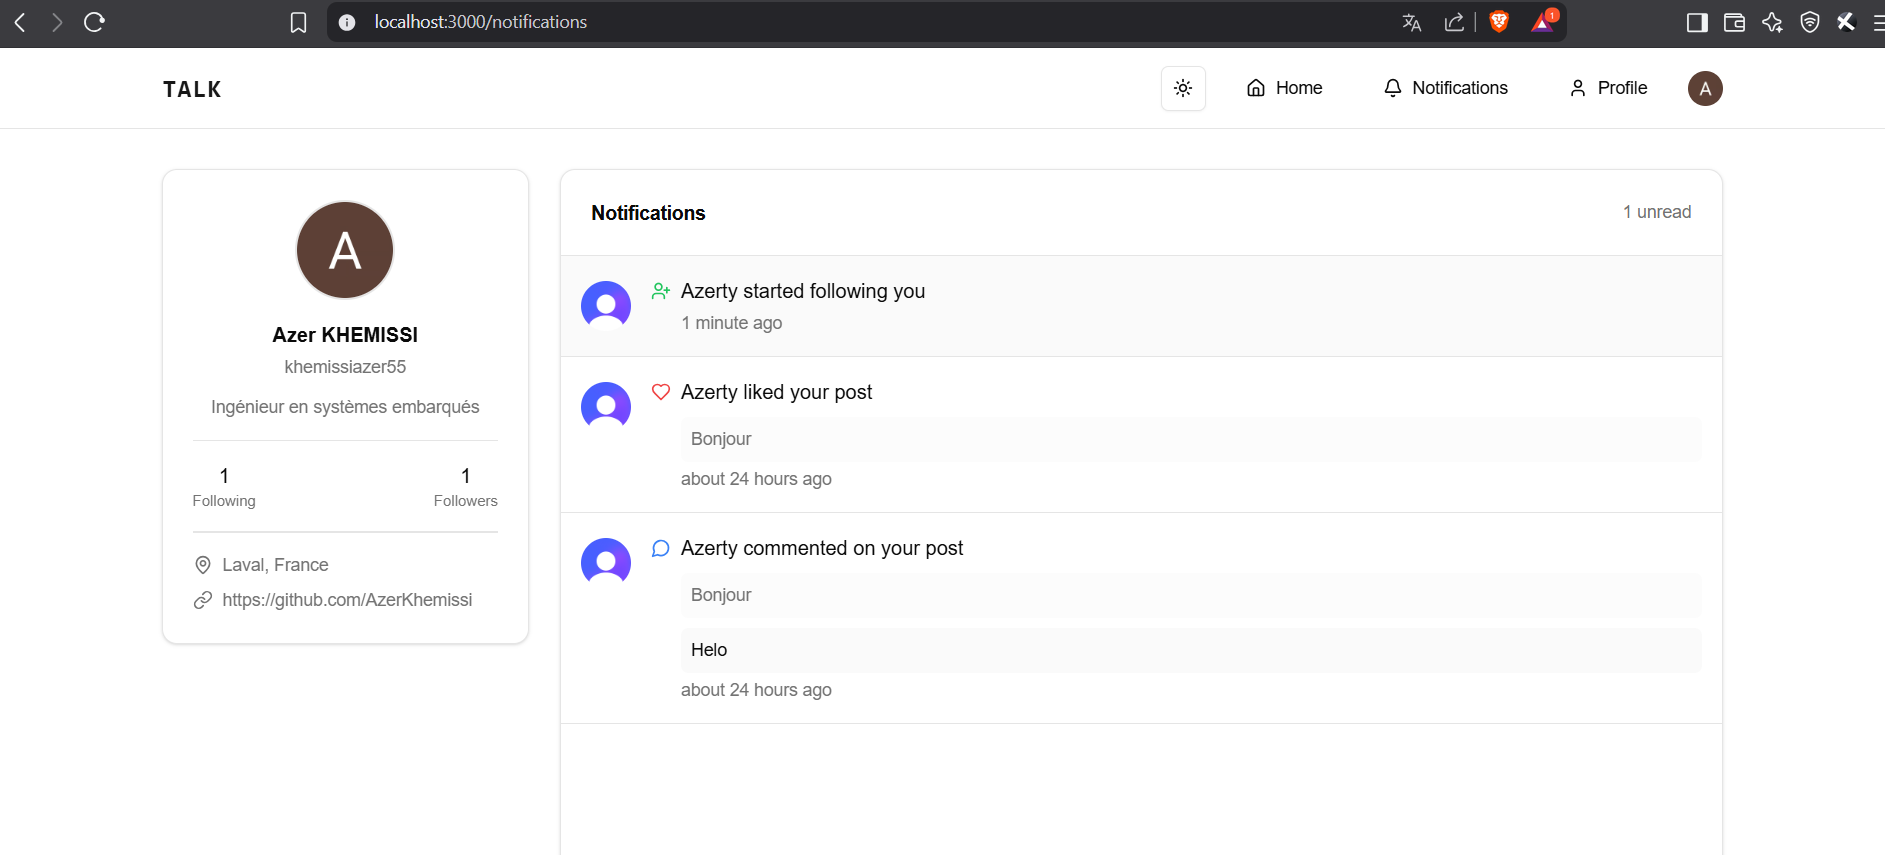 localhost:3000/notifications
1
TALK
Home
Notifications
Profile
A
A
Azer KHEMISSI
khemissiazer55
Ingénieur en systèmes embarqués
1
Following
1
Followers
Laval, France
https://github.com/AzerKhemissi
Notifications
1 unread
Azerty started following you
1 minute ago
Azerty liked your post
Bonjour
about 24 hours ago
Azerty commented on your post
Bonjour
Helo
about 24 hours ago